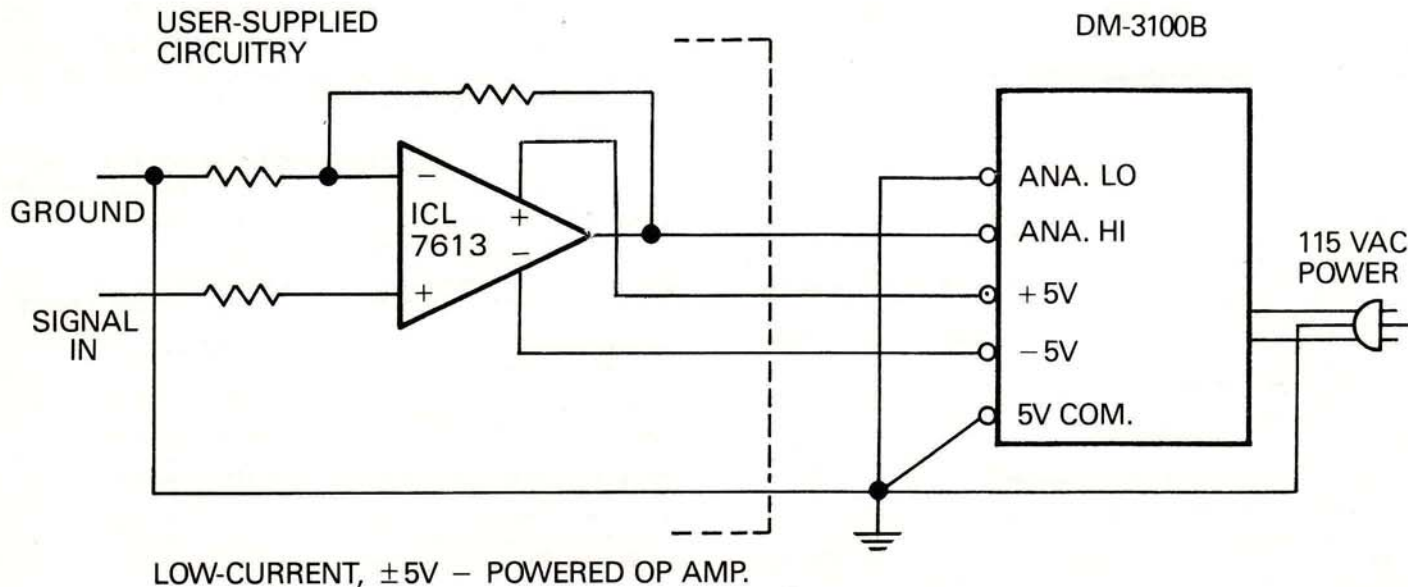 USER-SUPPLIED
CIRCUITRY
DM-3100B
GROUND
SIGNAL
IN
−
+
ICL
7613
+
−
ANA. LO
ANA. HI
+5V
−5V
5V COM.
115 VAC
POWER
LOW-CURRENT, ±5V − POWERED OP AMP.